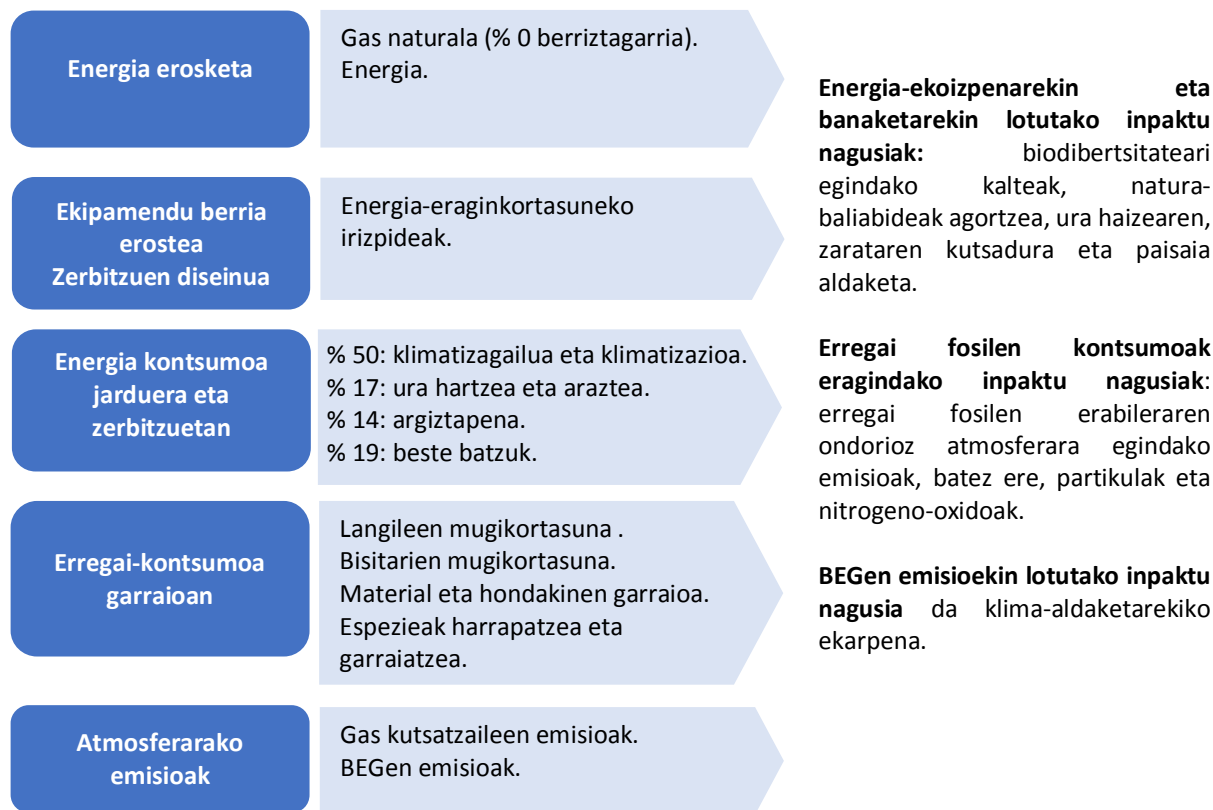 Energia erosketa
Gas naturala (% 0 berriztagarria).
Energia.
Ekipamendu berria
erostea
Zerbitzuen diseinua
Energia-eraginkortasuneko
irizpideak.
Energia kontsumoa
jarduera eta
zerbitzuetan
% 50: klimatizagailua eta klimatizazioa.
% 17: ura hartzea eta araztea.
% 14: argiztapena.
% 19: beste batzuk.
Erregai-kontsumoa
garraioan
Langileen mugikortasuna .
Bisitarien mugikortasuna.
Material eta hondakinen garraioa.
Espezieak harrapatzea eta
garraiatzea.
Atmosferarako
emisioak
Gas kutsatzaileen emisioak.
BEGen emisioak.
Energia-ekoizpenarekin eta
banaketarekin lotutako inpaktu
nagusiak: biodibertsitateari
egindako kalteak, natura-
baliabideak agortzea, ura haizearen,
zarataren kutsadura eta paisaia
aldaketa.
Erregai fosilen kontsumoak
eragindako inpaktu nagusiak:
erregai fosilen erabileraren
ondorioz atmosferara egindako
emisioak, batez ere, partikulak eta
nitrogeno-oxidoak.
BEGen emisioekin lotutako inpaktu
nagusia da klima-aldaketarekiko
ekarpena.